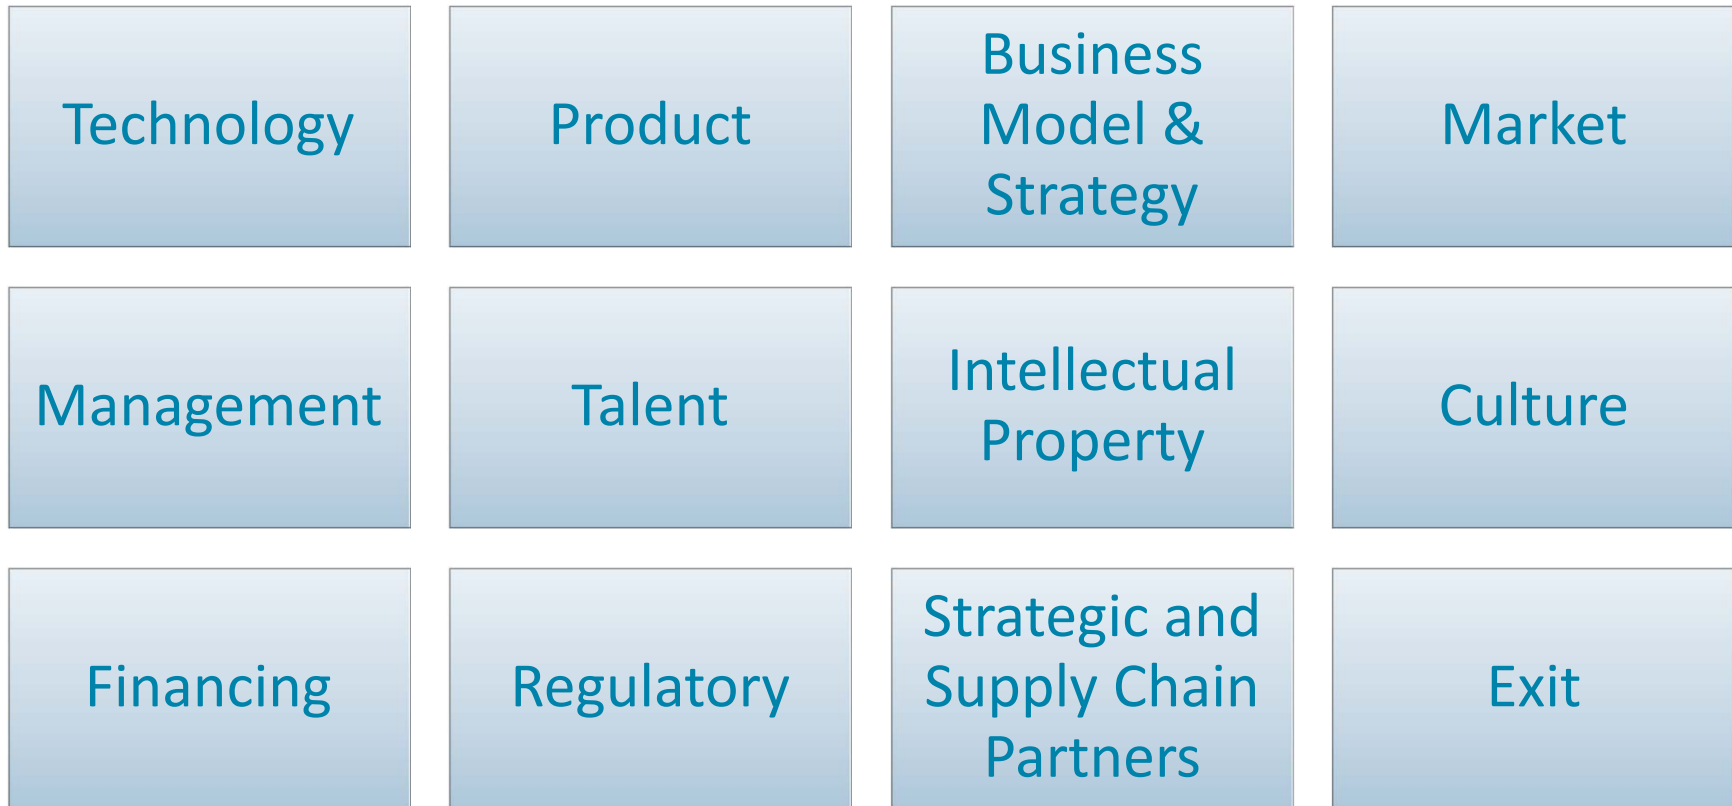 Technology
Product
Business
Model &
Strategy
Market
Management
Talent
Intellectual
Property
Culture
Financing
Regulatory
Strategic and
Supply Chain
Partners
Exit